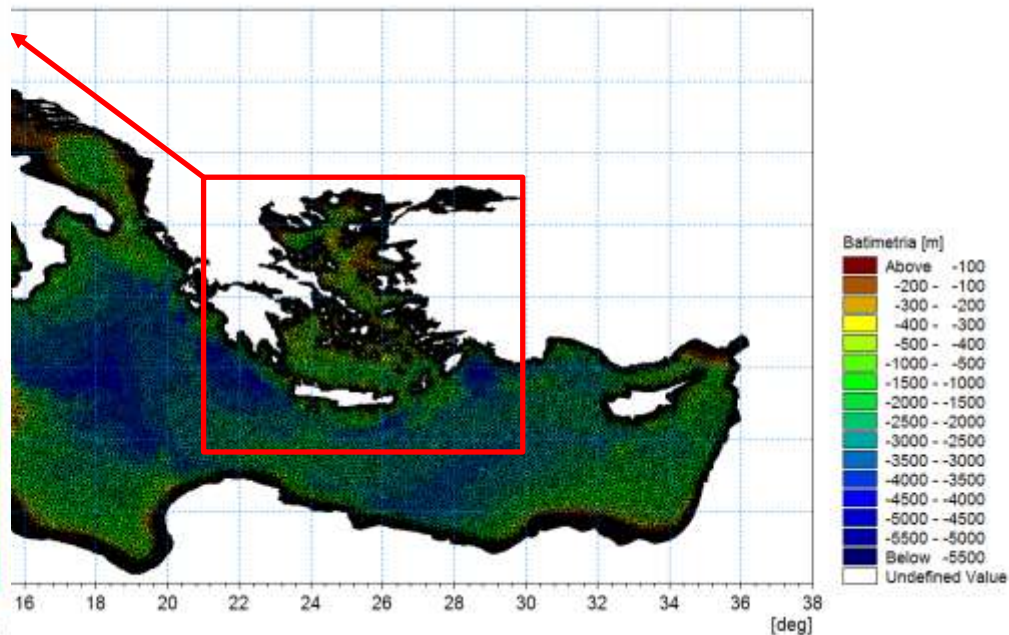 Batimetria [m]
Above -100
-200 - -100
-300 - -200
-400 - -300
-500 - -400
-1000 - -500
-1500 - -1000
-2000 - -1500
-2500 - -2000
-3000 - -2500
-3500 - -3000
-4000 - -3500
-4500 - -4000
-5000 - -4500
-5500 - -5000
Below -5500
Undefined Value
16 18 20 22 24 26 28 30 32 34 36 38
[deg]